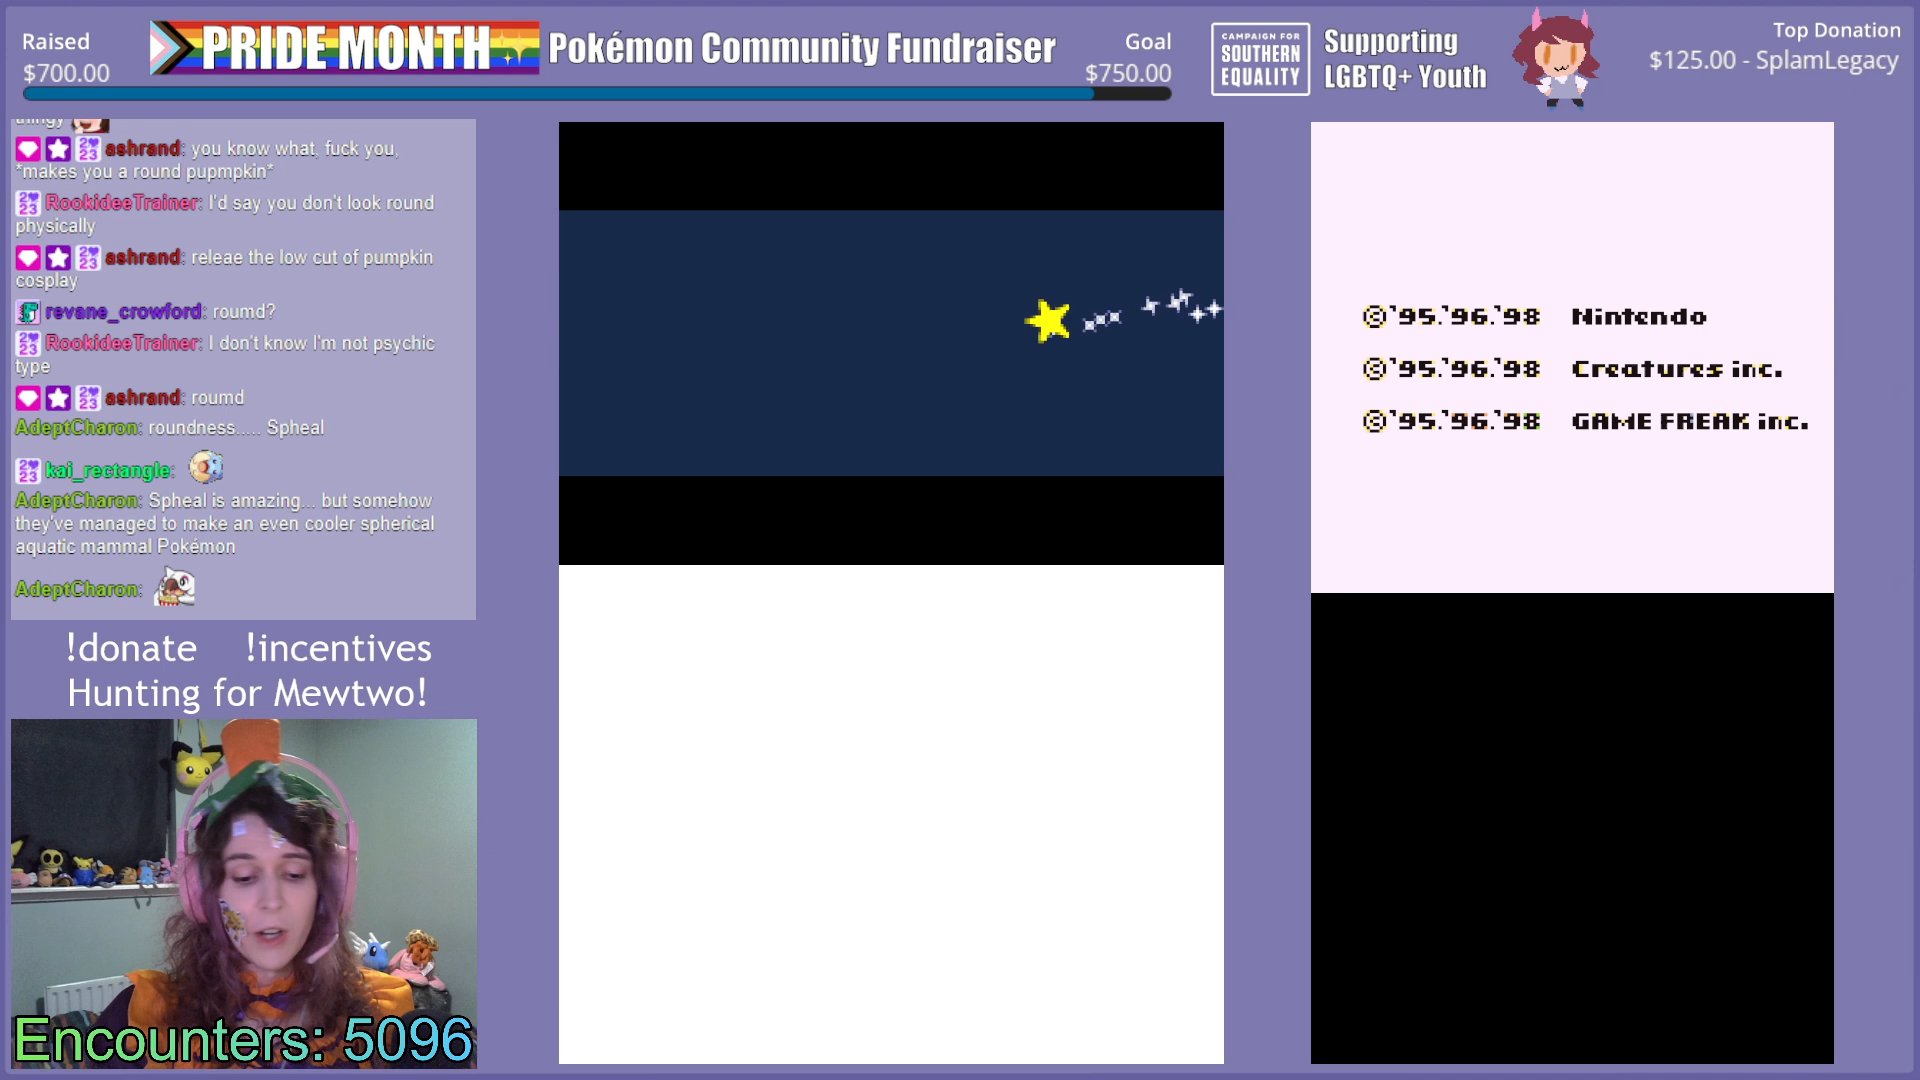 Raised
$700.00
PRIDE MONTH
Pokémon Community Fundraiser
Goal
$750.00
CAMPAIGN FOR
SOUTHERN
EQUALITY
Supporting
LGBTQ+ Youth
Top Donation
$125.00 - SplamLegacy
thingy
ashrand: you know what, fuck you,
*makes you a round pupmpkin*
RookideeTrainer: I'd say you don't look round
physically
ashrand: releae the low cut of pumpkin
cosplay
revane_crowford: roumd?
RookideeTrainer: I don't know I'm not psychic
type
ashrand: roumd
AdeptCharon: roundness..... Spheal
kai_rectangle:
AdeptCharon: Spheal is amazing... but somehow
they've managed to make an even cooler spherical
aquatic mammal Pokémon
AdeptCharon:
!donate !incentives
Hunting for Mewtwo!
Encounters: 5096
©'95.'96.'98 Nintendo
©'95.'96.'98 Creatures inc.
©'95.'96.'98 GAME FREAK inc.